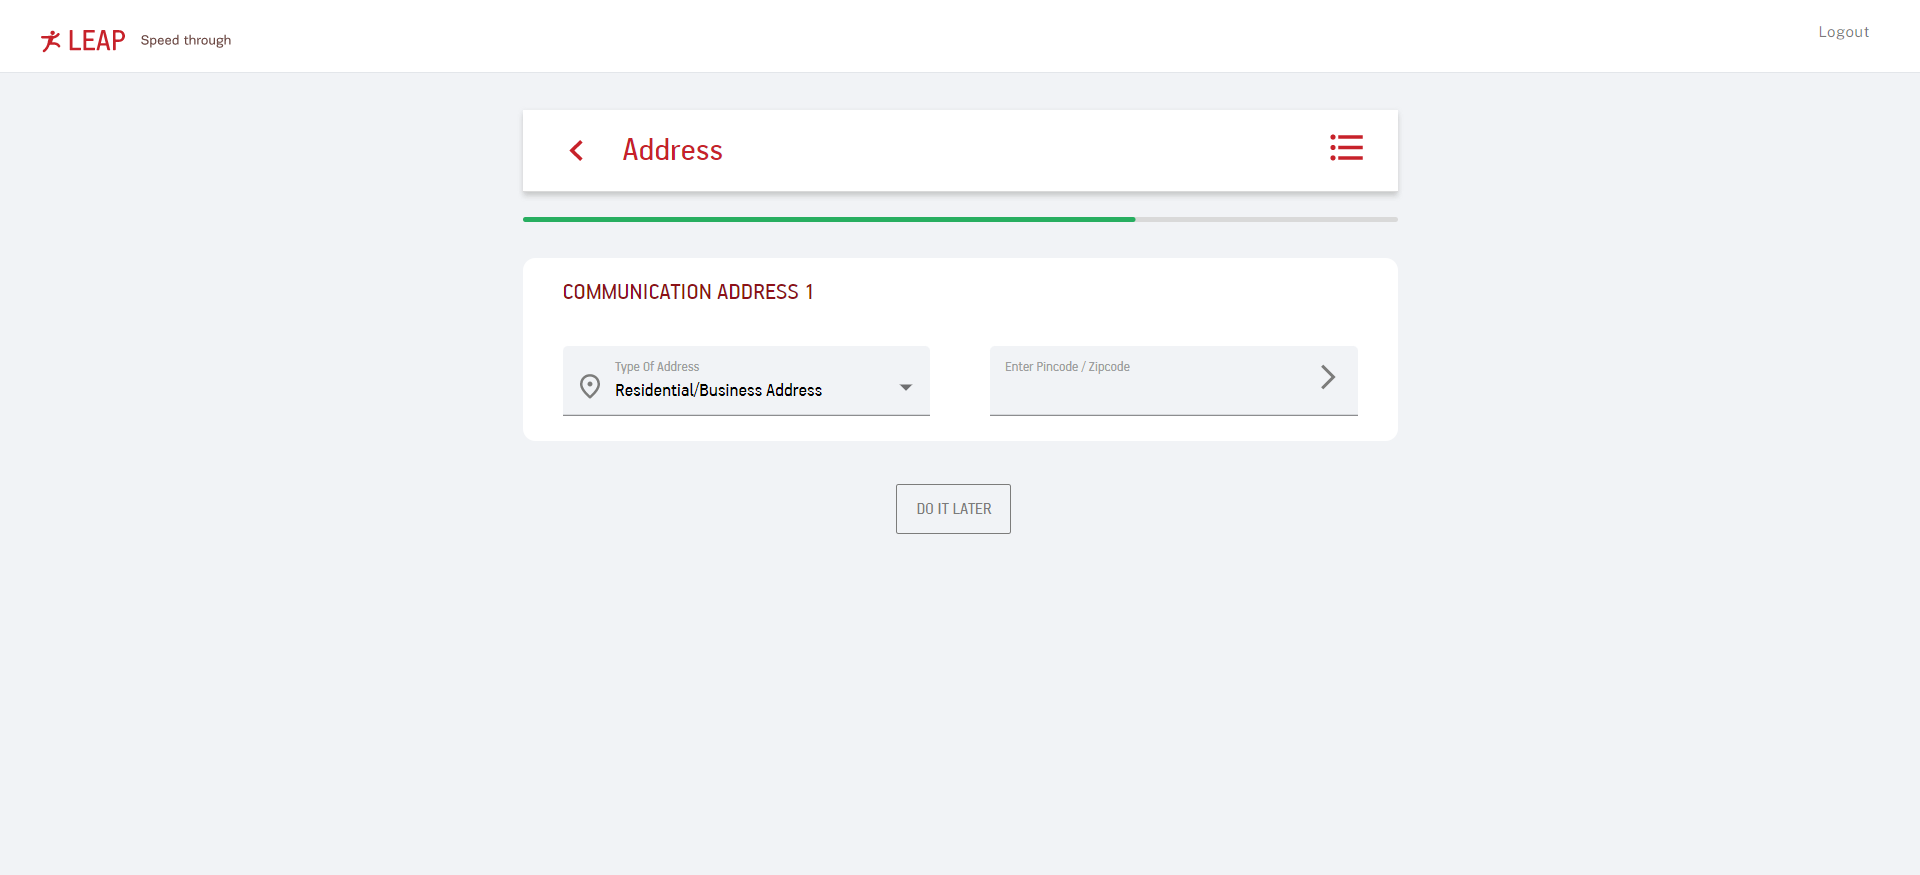 LEAP Speed through
Logout
Address
COMMUNICATION ADDRESS 1
Type Of Address
Residential/Business Address
Enter Pincode / Zipcode
DO IT LATER